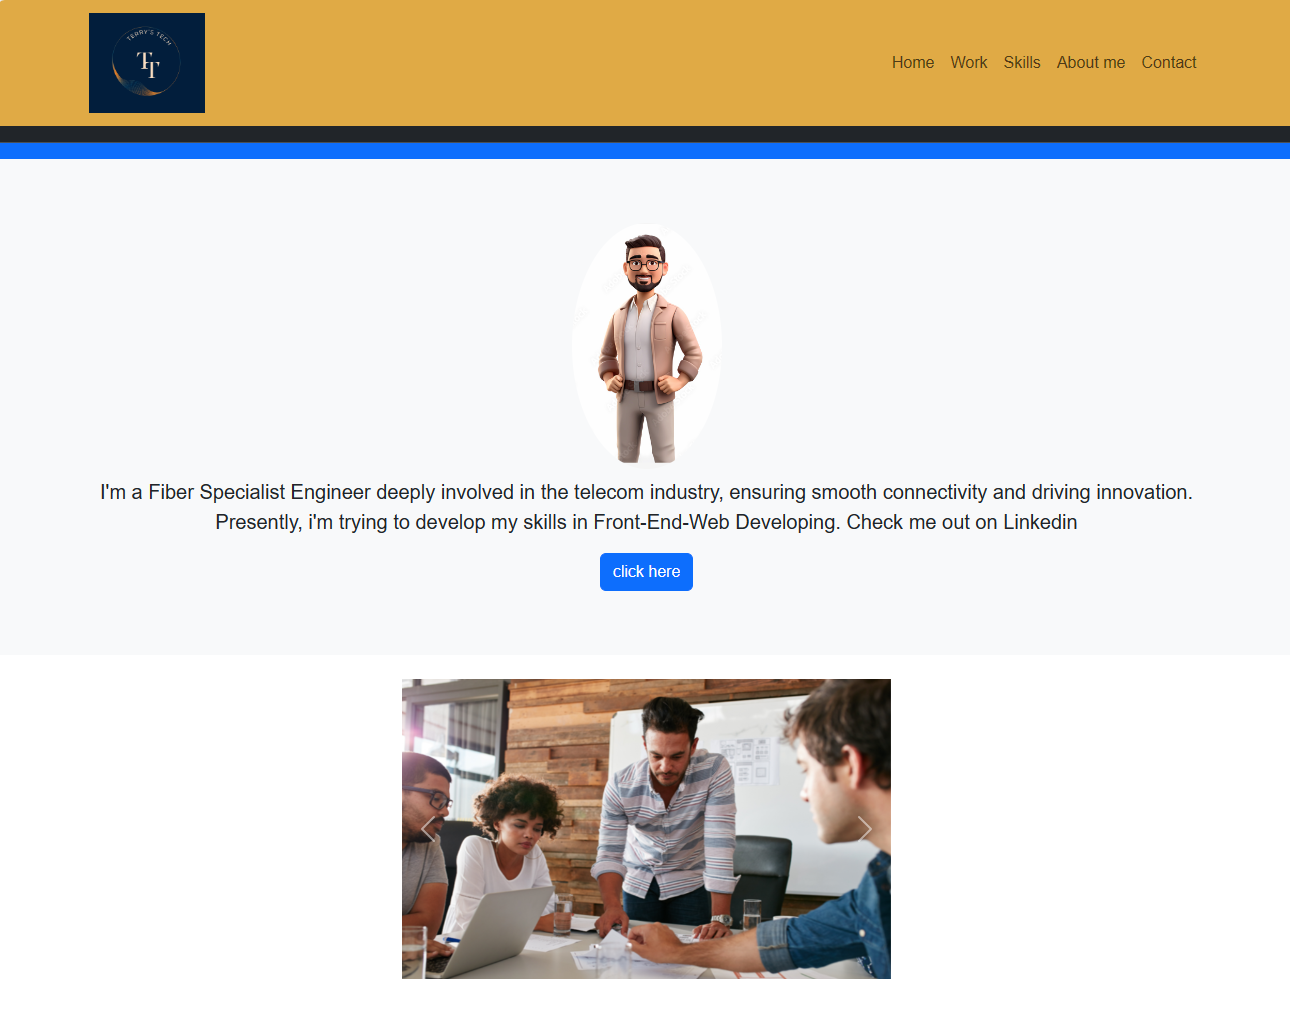 TERRY'S TECH
TT
Home Work Skills About me Contact
I'm a Fiber Specialist Engineer deeply involved in the telecom industry, ensuring smooth connectivity and driving innovation.
Presently, i'm trying to develop my skills in Front-End-Web Developing. Check me out on Linkedin
click here